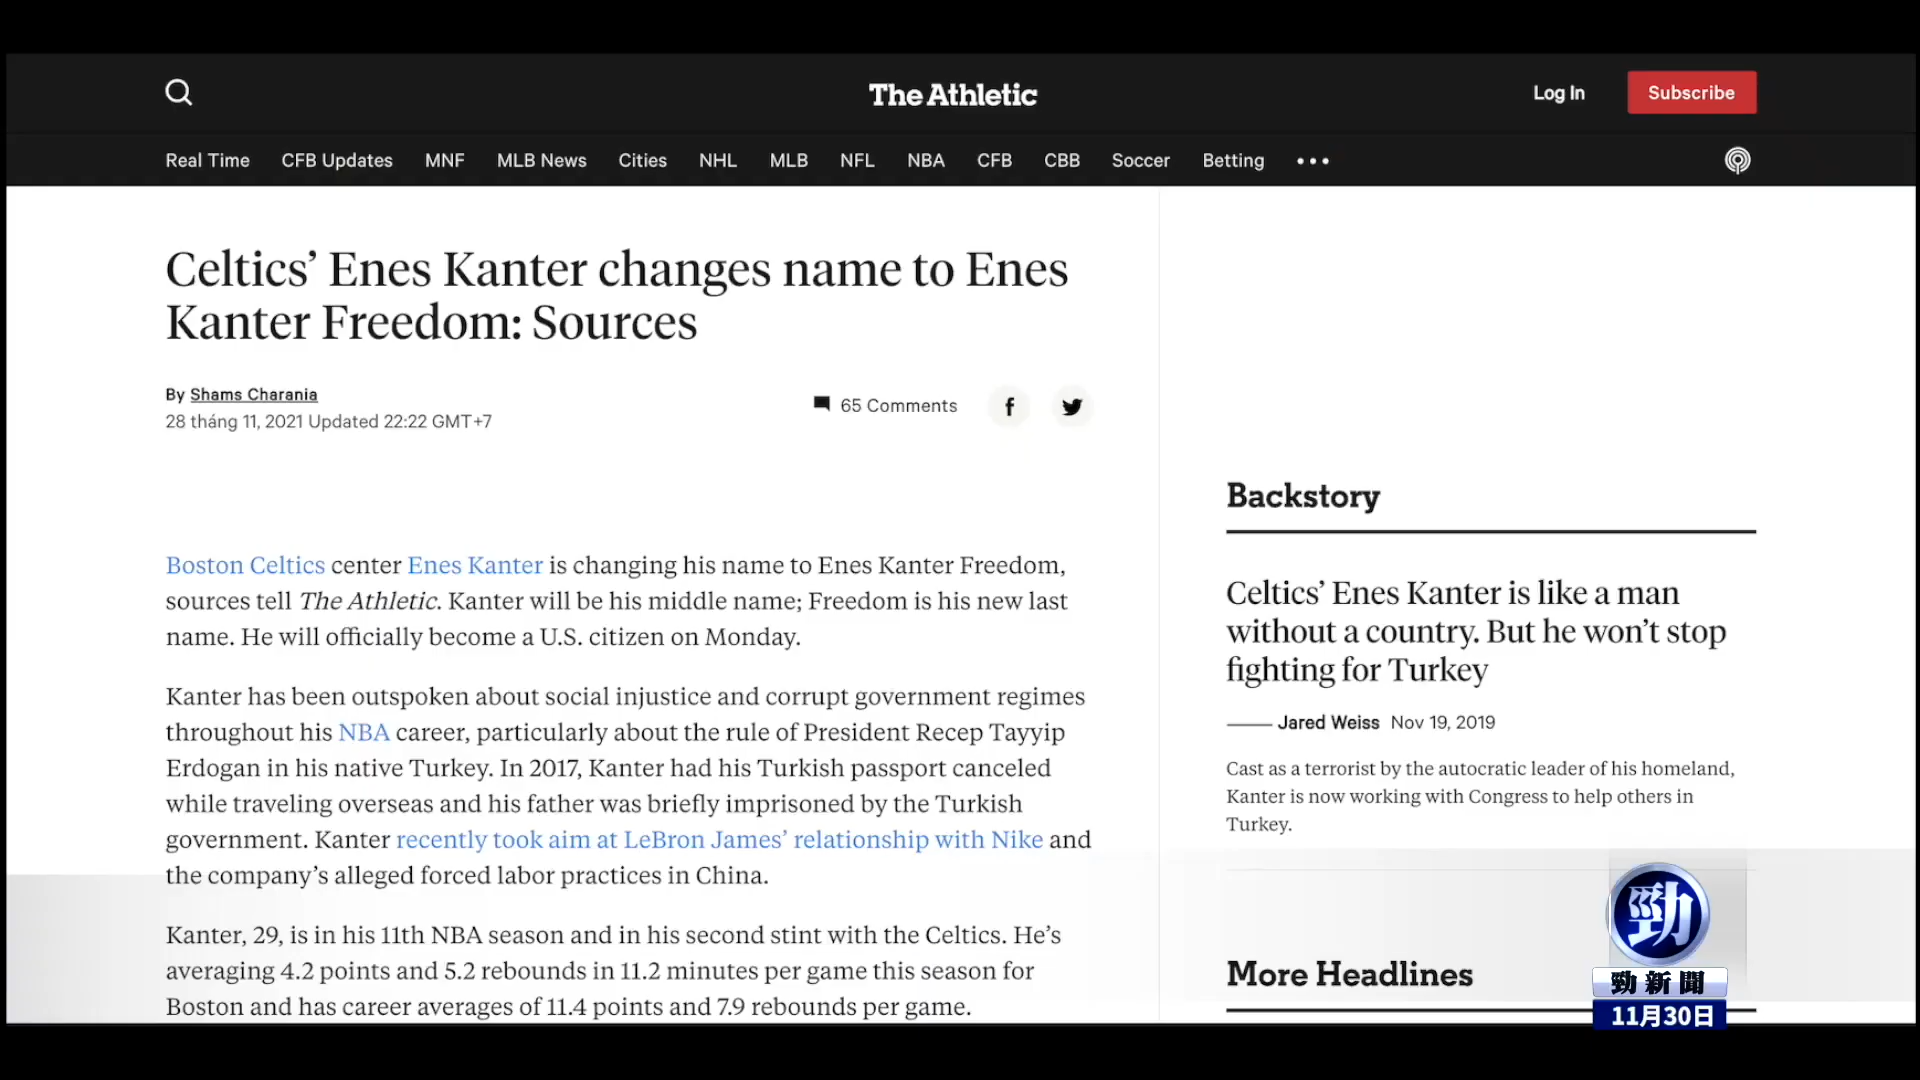 The Athletic
Log In
Subscribe
Real Time CFB Updates MNF MLB News Cities NHL MLB NFL NBA CFB CBB Soccer Betting •••
Celtics’ Enes Kanter changes name to Enes
Kanter Freedom: Sources
By Shams Charania
28 tháng 11, 2021 Updated 22:22 GMT+7
65 Comments
Boston Celtics center Enes Kanter is changing his name to Enes Kanter Freedom,
sources tell The Athletic. Kanter will be his middle name; Freedom is his new last
name. He will officially become a U.S. citizen on Monday.
Kanter has been outspoken about social injustice and corrupt government regimes
throughout his NBA career, particularly about the rule of President Recep Tayyip
Erdogan in his native Turkey. In 2017, Kanter had his Turkish passport canceled
while traveling overseas and his father was briefly imprisoned by the Turkish
government. Kanter recently took aim at LeBron James’ relationship with Nike and
the company’s alleged forced labor practices in China.
Kanter, 29, is in his 11th NBA season and in his second stint with the Celtics. He’s
averaging 4.2 points and 5.2 rebounds in 11.2 minutes per game this season for
Boston and has career averages of 11.4 points and 7.9 rebounds per game.
Backstory
Celtics’ Enes Kanter is like a man
without a country. But he won’t stop
fighting for Turkey
Jared Weiss Nov 19, 2019
Cast as a terrorist by the autocratic leader of his homeland,
Kanter is now working with Congress to help others in
Turkey.
More Headlines
勁
勁新聞
11月30日